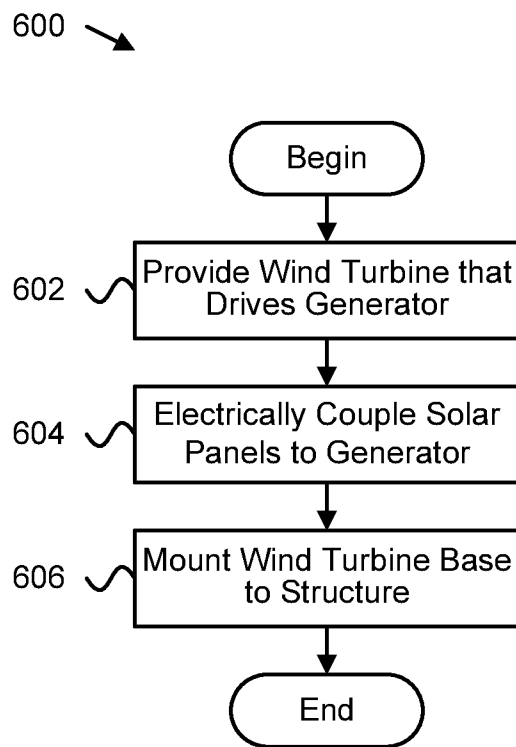 600
Begin
602
Provide Wind Turbine that
Drives Generator
604
Electrically Couple Solar
Panels to Generator
606
Mount Wind Turbine Base
to Structure
End